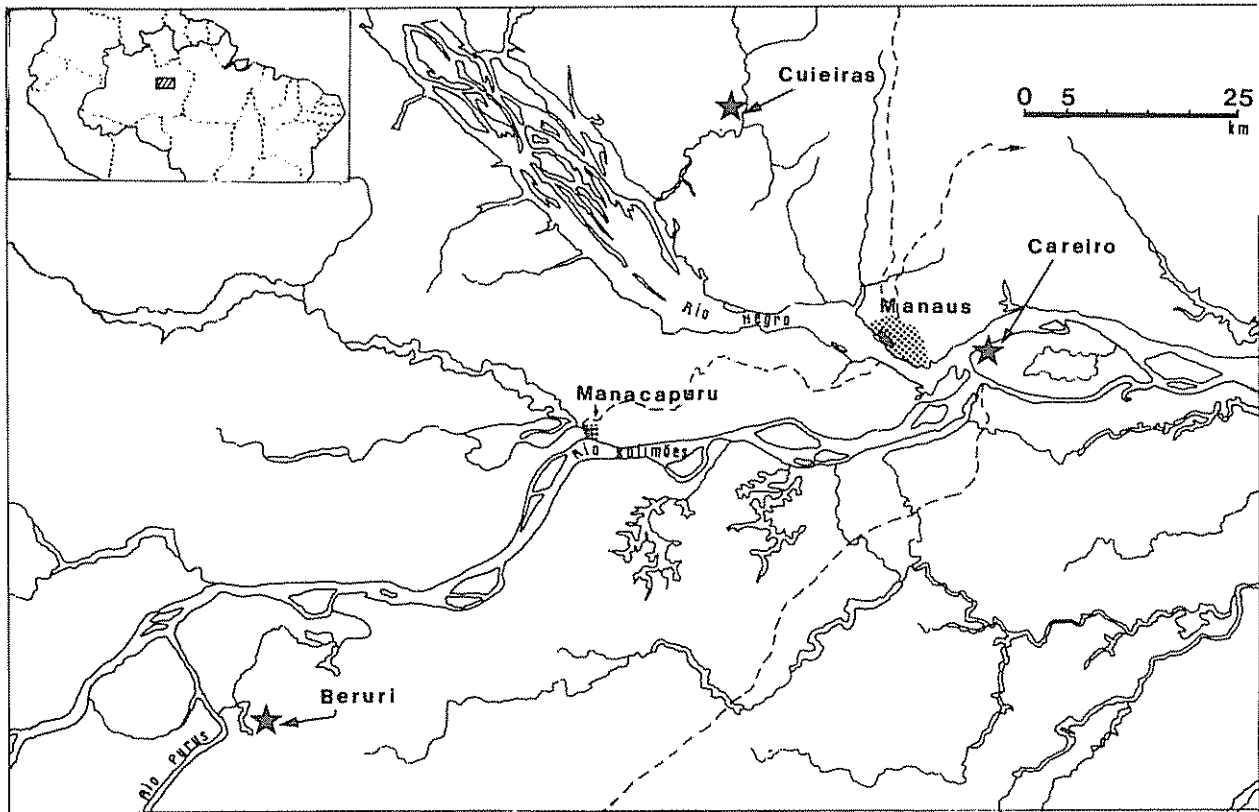 Cuieiras
0 5 25
km
Careiro
Manaus
Rio negro
Manacapuru
Rio solimões
Beruri
Rio purus